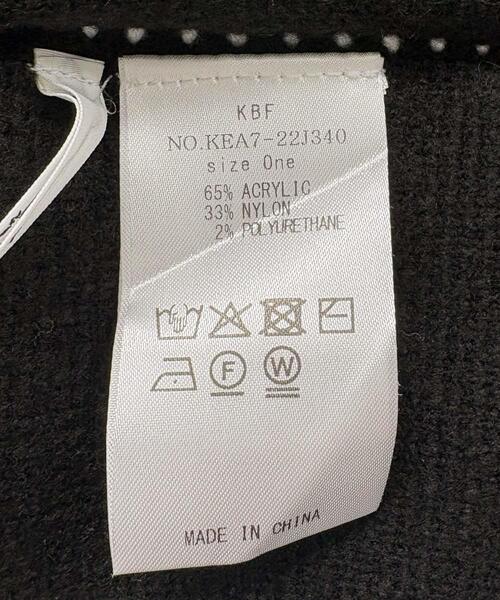 KBF
NO.KEA7-22J340
size One
65% ACRYLIC
33% NYLON
2% POLYURETHANE
F
W
MADE IN CHINA